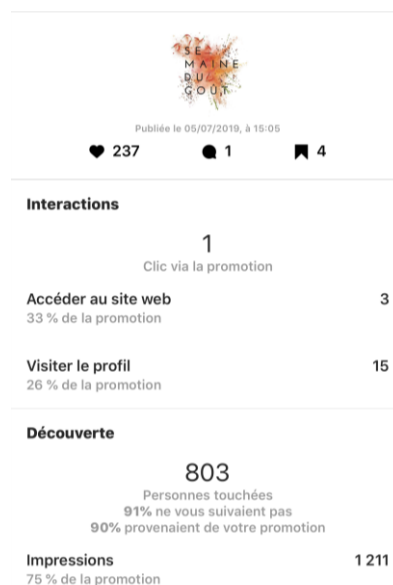 SE
MAINE
DU
GOÛT
Publiée le 05/07/2019, à 15:05
237 1 4
Interactions
1
Clic via la promotion
Accéder au site web 3
33 % de la promotion
Visiter le profil 15
26 % de la promotion
Découverte
803
Personnes touchées
91% ne vous suivaient pas
90% provenaient de votre promotion
Impressions 1 211
75 % de la promotion